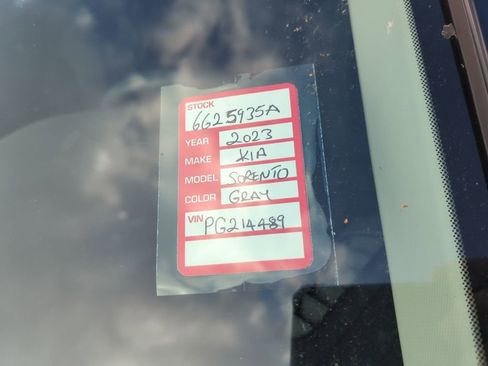 STOCK
6625935A
YEAR 2023
MAKE KIA
MODEL SORENTO
COLOR GRAY
VIN PG214489